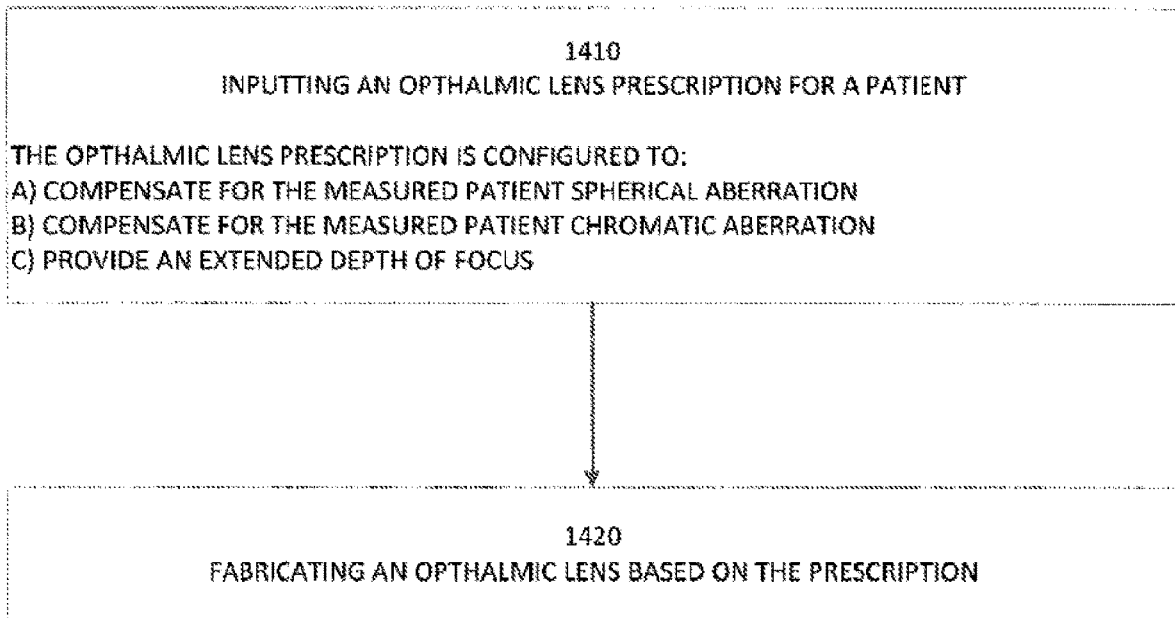 1410
INPUTTING AN OPTHALMIC LENS PRESCRIPTION FOR A PATIENT
THE OPTHALMIC LENS PRESCRIPTION IS CONFIGURED TO:
A) COMPENSATE FOR THE MEASURED PATIENT SPHERICAL ABERRATION
B) COMPENSATE FOR THE MEASURED PATIENT CHROMATIC ABERRATION
C) PROVIDE AN EXTENDED DEPTH OF FOCUS
1420
FABRICATING AN OPTHALMIC LENS BASED ON THE PRESCRIPTION